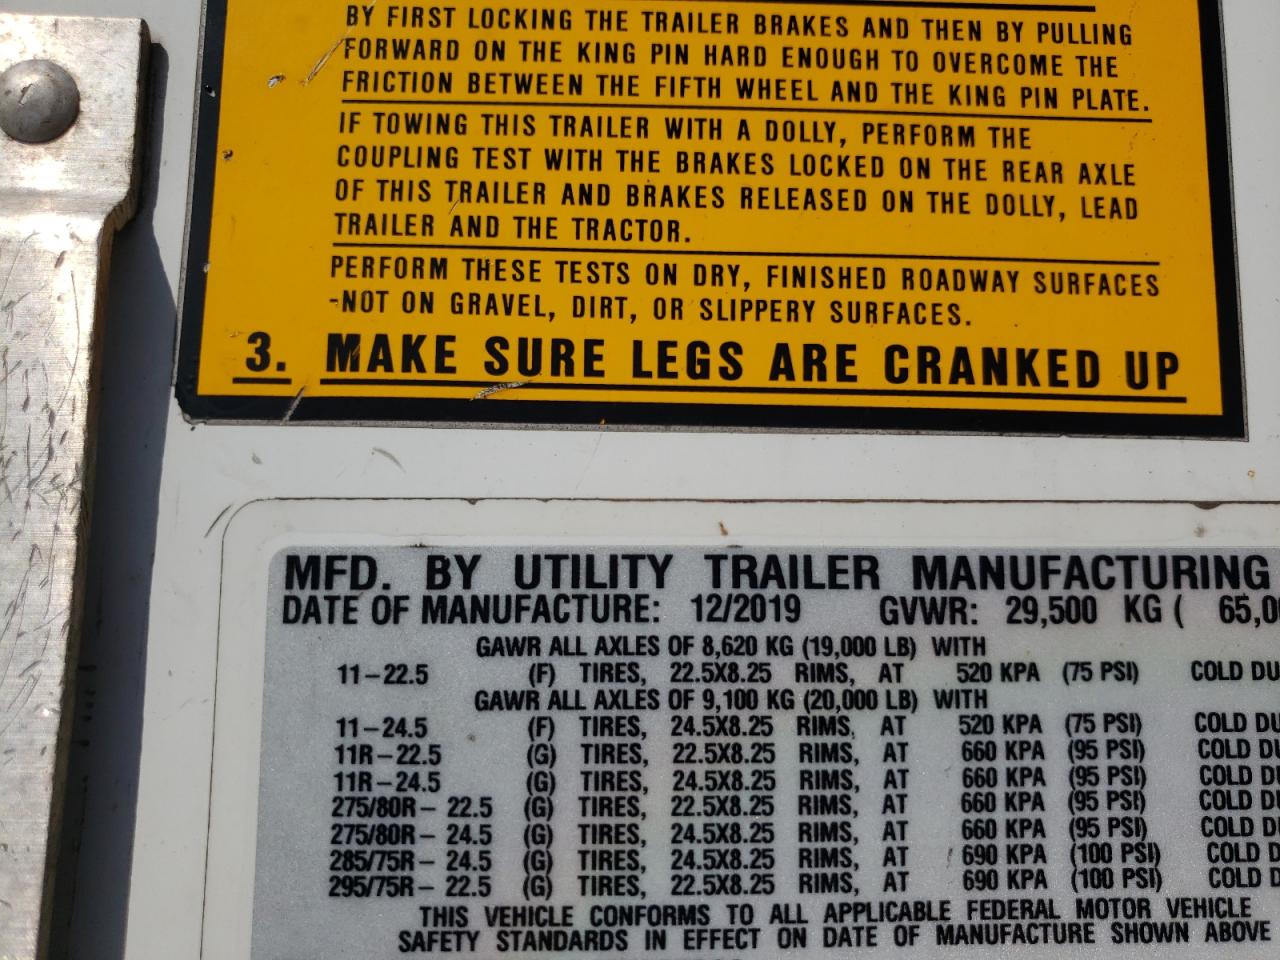 BY FIRST LOCKING THE TRAILER BRAKES AND THEN BY PULLING
FORWARD ON THE KING PIN HARD ENOUGH TO OVERCOME THE
FRICTION BETWEEN THE FIFTH WHEEL AND THE KING PIN PLATE.
IF TOWING THIS TRAILER WITH A DOLLY, PERFORM THE
COUPLING TEST WITH THE BRAKES LOCKED ON THE REAR AXLE
OF THIS TRAILER AND BRAKES RELEASED ON THE DOLLY, LEAD
TRAILER AND THE TRACTOR.
PERFORM THESE TESTS ON DRY, FINISHED ROADWAY SURFACES
-NOT ON GRAVEL, DIRT, OR SLIPPERY SURFACES.
3. MAKE SURE LEGS ARE CRANKED UP
MFD. BY UTILITY TRAILER MANUFACTURING
DATE OF MANUFACTURE: 12/2019 GVWR: 29,500 KG (
GAWR ALL AXLES OF 8,620 KG (19,000 LB) WITH
11-22.5 (F) TIRES, 22.5X8.25 RIMS, AT 520 KPA (75 PSI) COLD
GAWR ALL AXLES OF 9,100 KG (20,000 LB) WITH
11-24.5 (F) TIRES, 24.5X8.25 RIMS, AT 520 KPA (75 PSI) COLD
11R-22.5 (G) TIRES, 22.5X8.25 RIMS, AT 660 KPA (95 PSI) COLD
11R-24.5 (G) TIRES, 24.5X8.25 RIMS, AT 660 KPA (95 PSI) COLD
275/80R- 22.5 (G) TIRES, 22.5X8.25 RIMS, AT 660 KPA (95 PSI) COLD
275/80R- 24.5 (G) TIRES, 24.5X8.25 RIMS, AT 660 KPA (95 PSI) COLD
285/75R- 24.5 (G) TIRES, 24.5X8.25 RIMS, AT 690 KPA (100 PSI) COLD
295/75R- 22.5 (G) TIRES, 22.5X8.25 RIMS, AT 690 KPA (100 PSI) COLD
THIS VEHICLE CONFORMS TO ALL APPLICABLE FEDERAL MOTOR VEHICLE
SAFETY STANDARDS IN EFFECT ON DATE OF MANUFACTURE SHOWN ABOVE